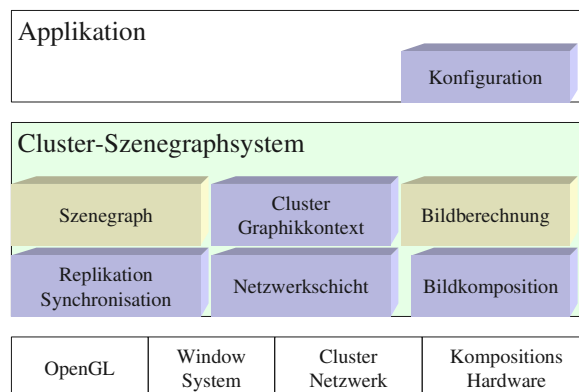 Applikation
Konfiguration
Cluster-Szenegraphsystem
Szenegraph
Cluster
Graphikkontext
Bildberechnung
Replikation
Synchronisation
Netzwerkschicht
Bildkomposition
OpenGL
Window
System
Cluster
Netzwerk
Kompositions
Hardware